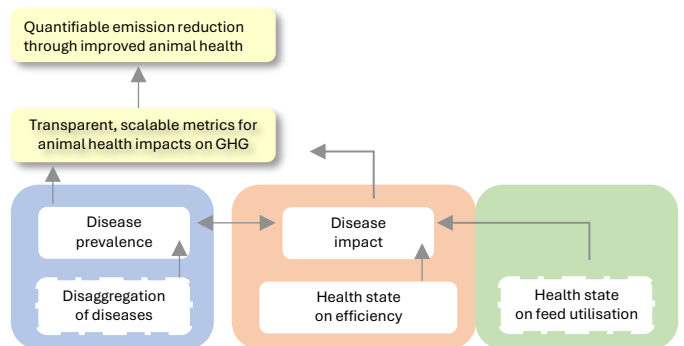 Quantifiable emission reduction
through improved animal health
Transparent, scalable metrics for
animal health impacts on GHG
Disease
prevalence
Disease
impact
Disaggregation
of diseases
Health state
on efficiency
Health state
on feed utilisation